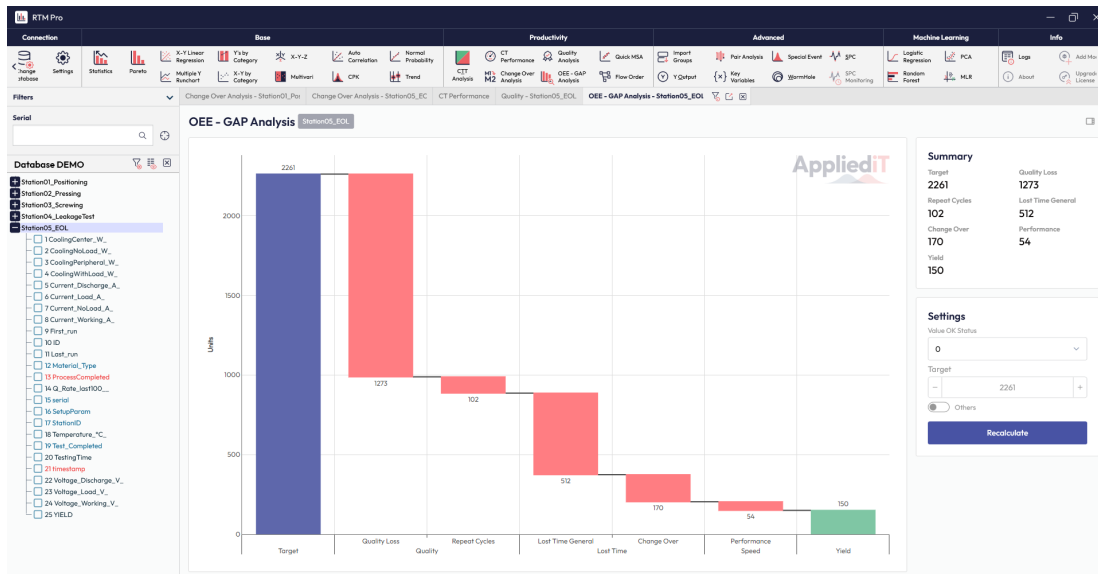 RTM Pro
Connection
Base
Productivity
Advanced
Machine Learning
Info
Settings
Statistics
Pareto
X-Y Linear Regression
Multiple Y Runchart
Y's by Category
X-Y by Category
X-Y-Z
Multivari
Auto Correlation
CPK
Normal Probability
Trend
CTT Analysis
CT Performance
Change Over Analysis
Quality Analysis
OEE - GAP Analysis
Quick MSA
Flow Order
Import Groups
Y Output
Pair Analysis
Key Variables
Special Event
WormHole
SPC
SPC Monitoring
Logistic Regression
Random Forest
PCA
MLR
Logs
About
License
Filters
Change Over Analysis - Station01_Po
Change Over Analysis - Station05_EC
CT Performance
Quality - Station05_EOL
OEE - GAP Analysis - Station05_EOL
Serial
Database DEMO
Station01_Positioning
Station02_Pressing
Station03_Screwing
Station04_LeakageTest
Station05_EOL
1 CoolingCenter_W_
2 CoolingNoLoad_W_
3 CoolingPeripheral_W_
4 CoolingWithLoad_W_
5 Current_Discharge_A_
6 Current_Load_A_
7 Current_NoLoad_A_
8 Current_Working_A_
9 First_run
10 ID
11 Last_run
12 Material_Type
13 ProcessCompleted
14 Q_Rate_last100__
15 serial
16 SetupParam
17 StationID
18 Temperature_°C_
19 Test_Completed
20 TestingTime
21 timestamp
22 Voltage_Discharge_V_
23 Voltage_Load_V_
24 Voltage_Working_V_
25 YIELD
OEE - GAP Analysis
Station05_EOL
AppliediT
2261
2000
1500
Units
1000
1273
102
500
512
170
54
150
0
Target
Quality Loss
Repeat Cycles
Lost Time General
Change Over
Performance
Quality
Lost Time
Speed
Yield
Summary
Target
Quality Loss
2261
1273
Repeat Cycles
Lost Time General
102
512
Change Over
Performance
170
54
Yield
150
Settings
Value OK Status
0
Target
2261
Others
Recalculate